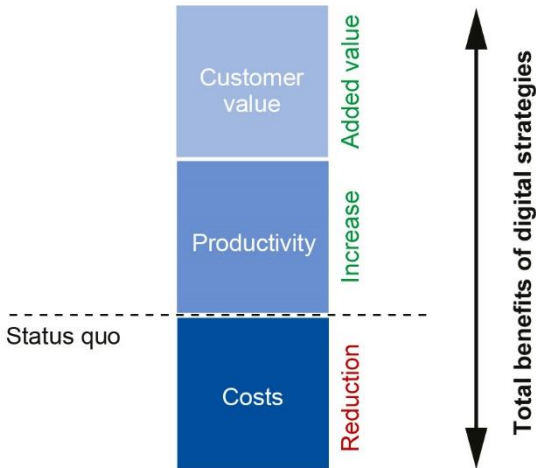 Customer
value
Added value
Productivity
Increase
Status quo
Costs
Reduction
Total benefits of digital strategies